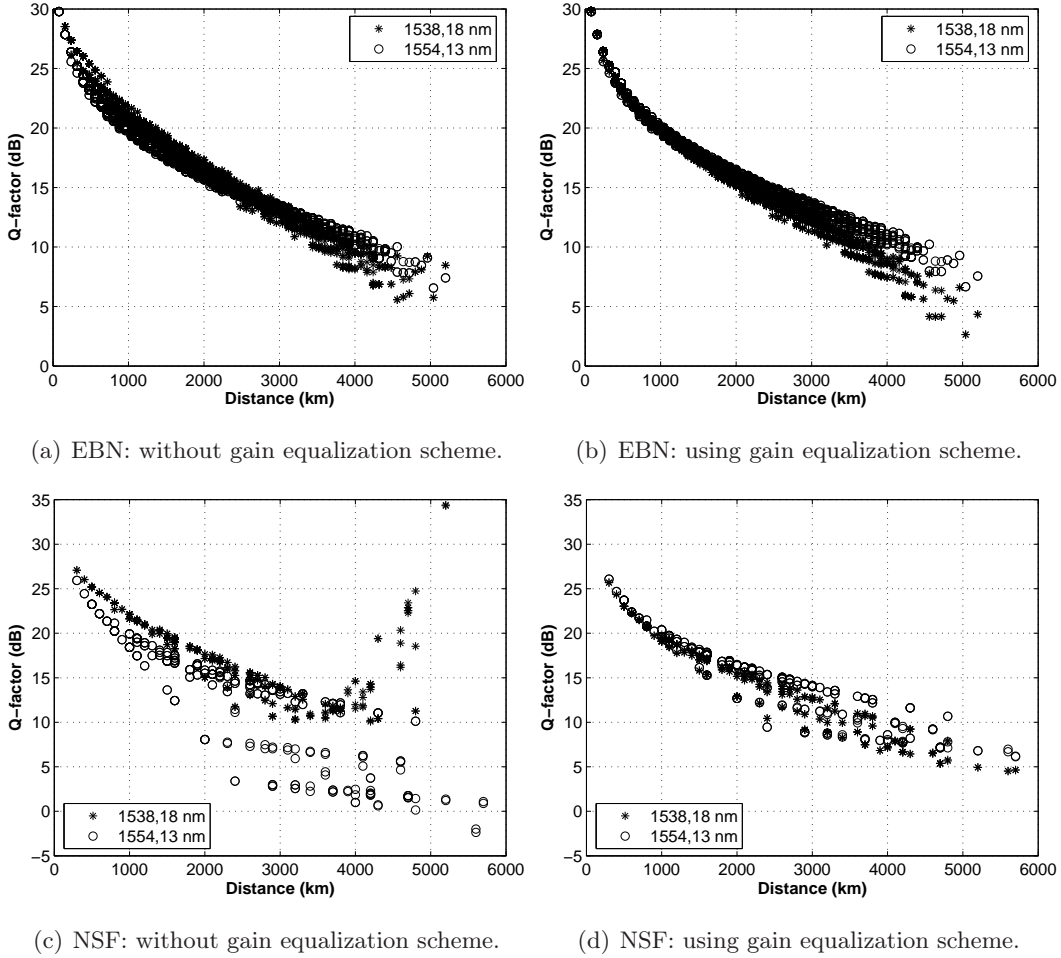 30
25
20
15
10
5
0
Q−factor (dB)
1538,18 nm
1554,13 nm
0 1000 2000 3000 4000 5000 6000
Distance (km)
(a) EBN: without gain equalization scheme.
30
25
20
15
10
5
0
Q−factor (dB)
1538,18 nm
1554,13 nm
0 1000 2000 3000 4000 5000 6000
Distance (km)
(b) EBN: using gain equalization scheme.
35
30
25
20
15
10
5
0
−5
Q−factor (dB)
1538,18 nm
1554,13 nm
0 1000 2000 3000 4000 5000 6000
Distance (km)
(c) NSF: without gain equalization scheme.
35
30
25
20
15
10
5
0
−5
Q−factor (dB)
1538,18 nm
1554,13 nm
0 1000 2000 3000 4000 5000 6000
Distance (km)
(d) NSF: using gain equalization scheme.